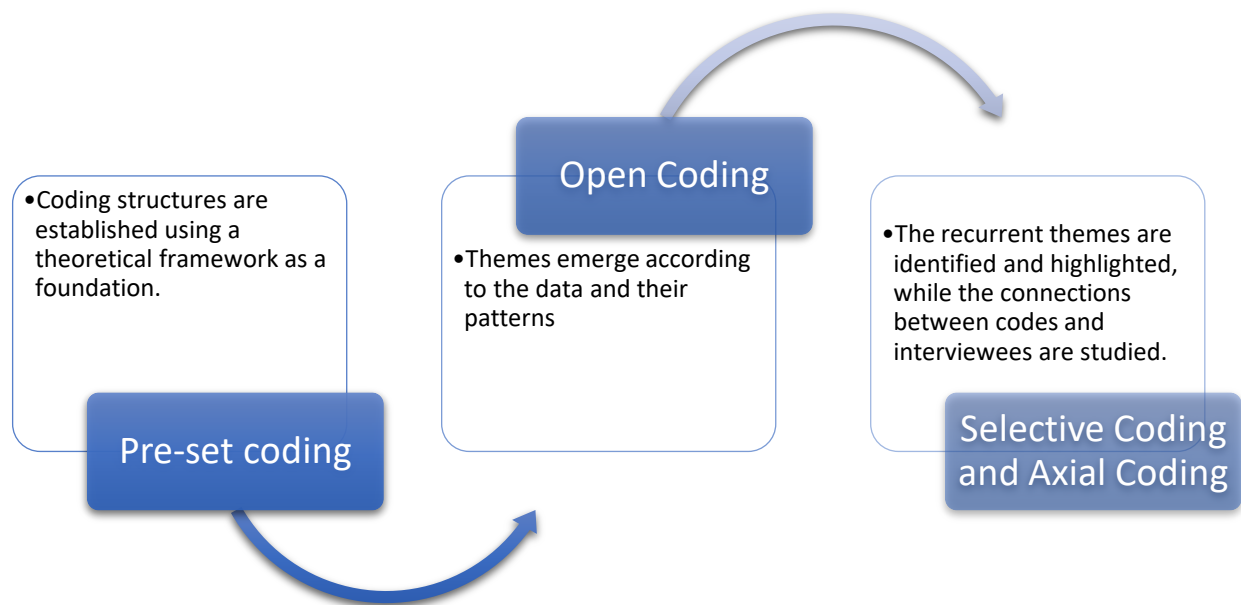 •Coding structures are
established using a
theoretical framework as a
foundation.
Pre-set coding
Open Coding
•Themes emerge according
to the data and their
patterns
•The recurrent themes are
identified and highlighted,
while the connections
between codes and
interviewees are studied.
Selective Coding
and Axial Coding